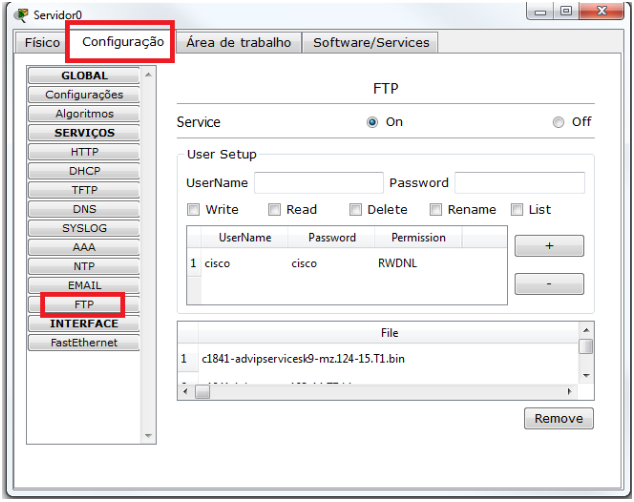 Servidor0
Físico Configuração Área de trabalho Software/Services
GLOBAL
Configurações
Algoritmos
SERVIÇOS
HTTP
DHCP
TFTP
DNS
SYSLOG
AAA
NTP
EMAIL
FTP
INTERFACE
FastEthernet
FTP
Service On Off
User Setup
UserName Password
Write Read Delete Rename List
UserName Password Permission
1 cisco cisco RWDNL
+
-
File
1 c1841-advipservicesk9-mz.124-15.T1.bin
Remove